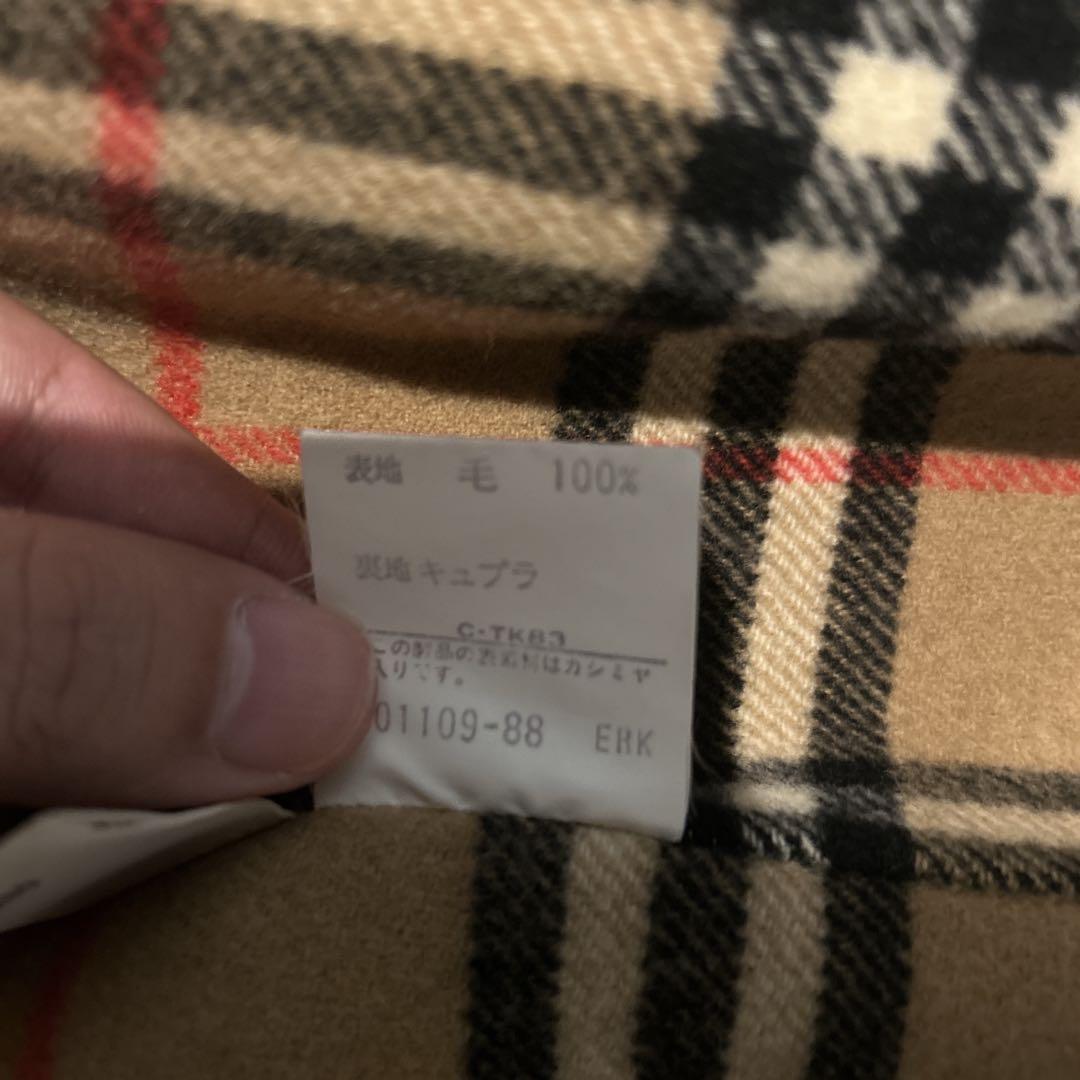 表地 毛 100%
裏地キュプラ
C-TK83
この製品の表素材はカシミヤ
入りです。
01109-88 ERK